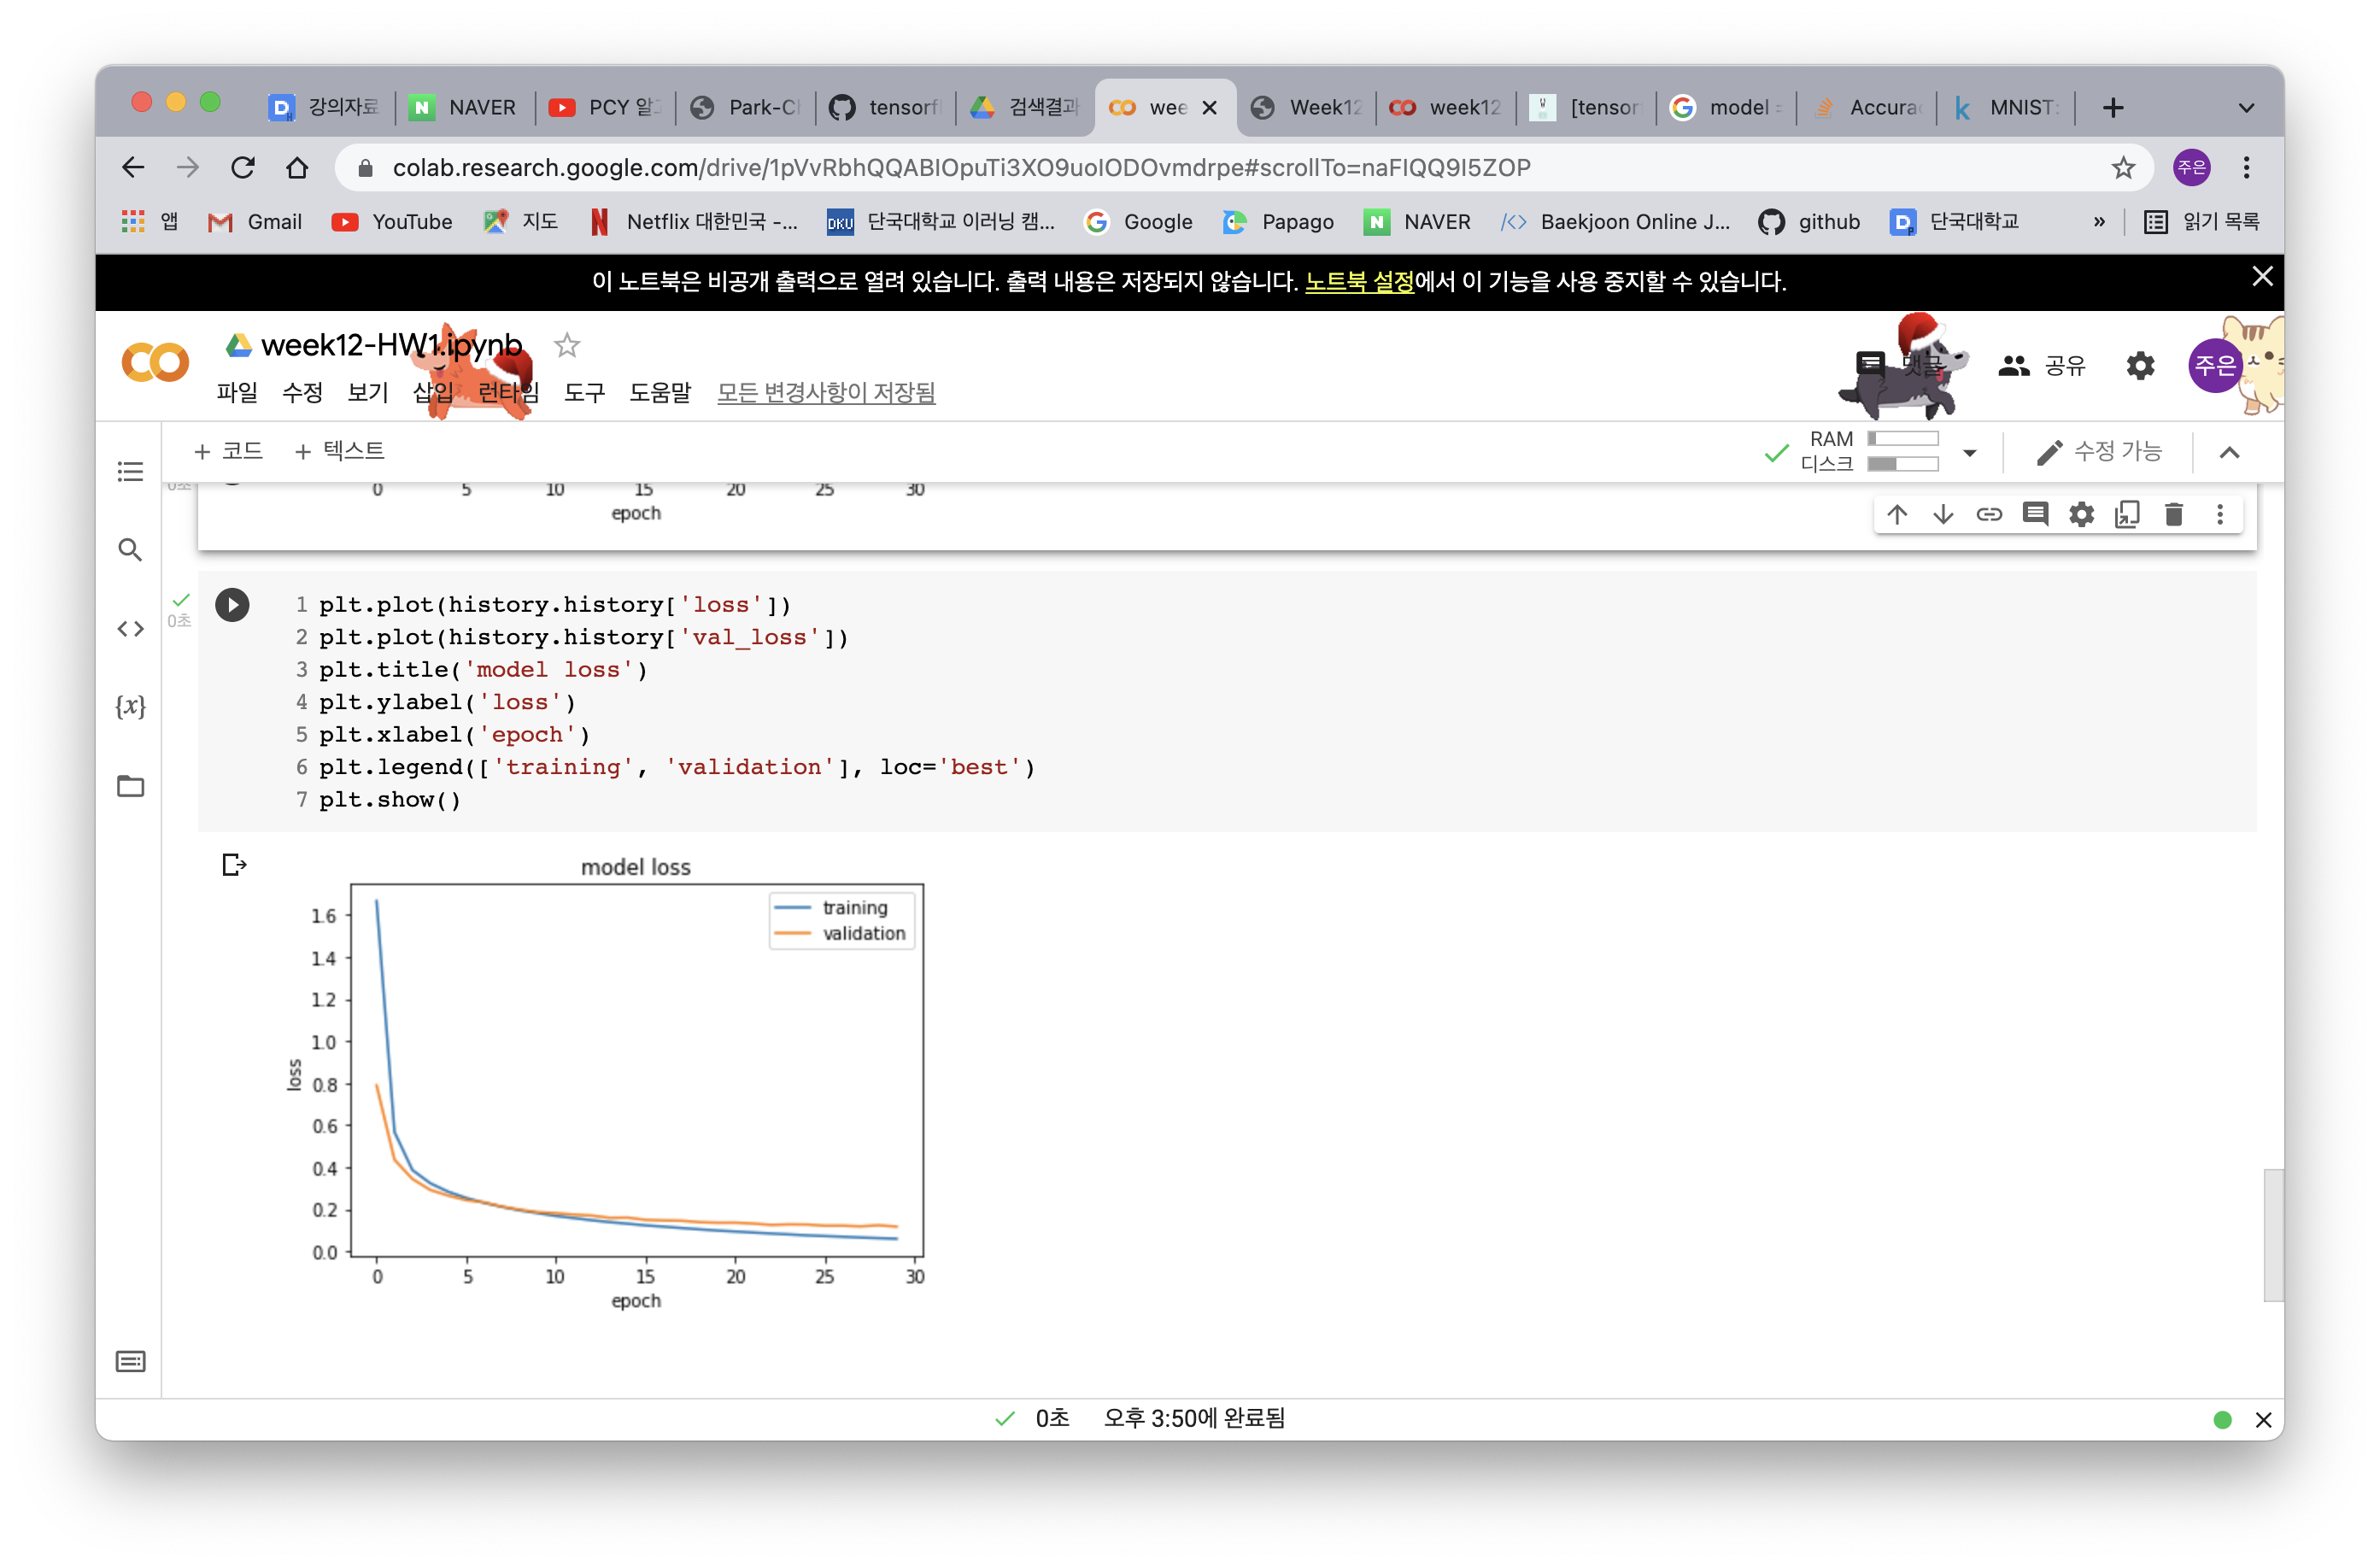 강의자료
NAVER
PCY 알고
Park-Ch
tensorfl
검색결과
wee
Week12
week12
[tensor
model =
Accurac
MNIST:
colab.research.google.com/drive/1pVvRbhQQABIOpuTi3XO9uoIODOvmdrpe#scrollTo=naFIQQ9I5ZOP
주은
앱
Gmail
YouTube
지도
Netflix 대한민국 -...
DKU
단국대학교 이러닝 캠...
Google
Papago
NAVER
Baekjoon Online J...
github
단국대학교
»
읽기 목록
이 노트북은 비공개 출력으로 열려 있습니다. 출력 내용은 저장되지 않습니다. 노트북 설정에서 이 기능을 사용 중지할 수 있습니다.
week12-HW1.ipynb
댓글
공유
주은
파일 수정 보기 삽입 런타임 도구 도움말 모든 변경사항이 저장됨
+ 코드 + 텍스트
RAM
디스크
수정 가능
0초
0 5 10 15 20 25 30
epoch
0초
1 plt.plot(history.history['loss'])
2 plt.plot(history.history['val_loss'])
3 plt.title('model loss')
4 plt.ylabel('loss')
5 plt.xlabel('epoch')
6 plt.legend(['training', 'validation'], loc='best')
7 plt.show()
model loss
training
validation
1.6
1.4
1.2
1.0
0.8
0.6
0.4
0.2
0.0
loss
0 5 10 15 20 25 30
epoch
0초 오후 3:50에 완료됨